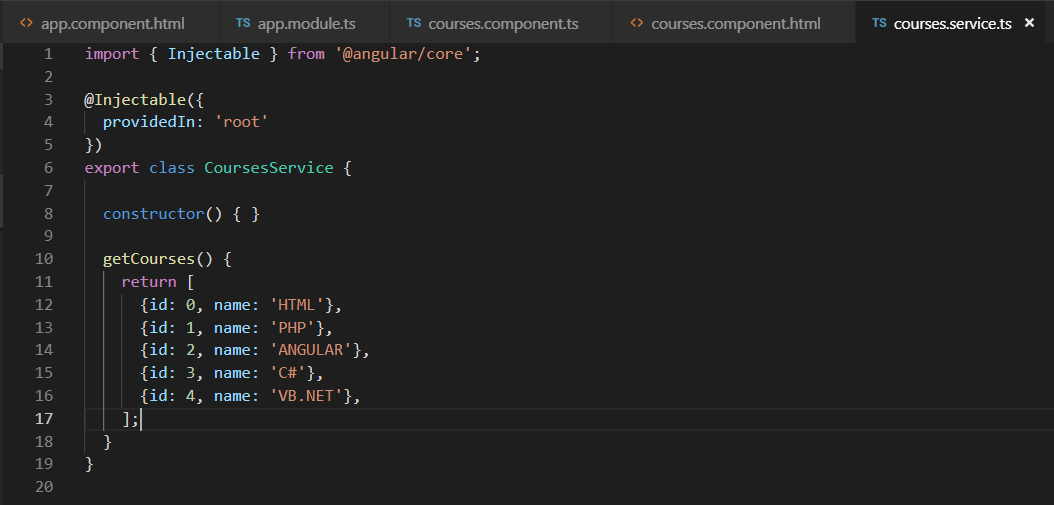 <> app.component.html TS app.module.ts TS courses.component.ts <> courses.component.html TS courses.service.ts ×
1 import { Injectable } from '@angular/core';
2
3 @Injectable({
4   providedIn: 'root'
5 })
6 export class CoursesService {
7
8   constructor() { }
9
10   getCourses() {
11     return [
12       {id: 0, name: 'HTML'},
13       {id: 1, name: 'PHP'},
14       {id: 2, name: 'ANGULAR'},
15       {id: 3, name: 'C#'},
16       {id: 4, name: 'VB.NET'},
17     ];
18   }
19 }
20